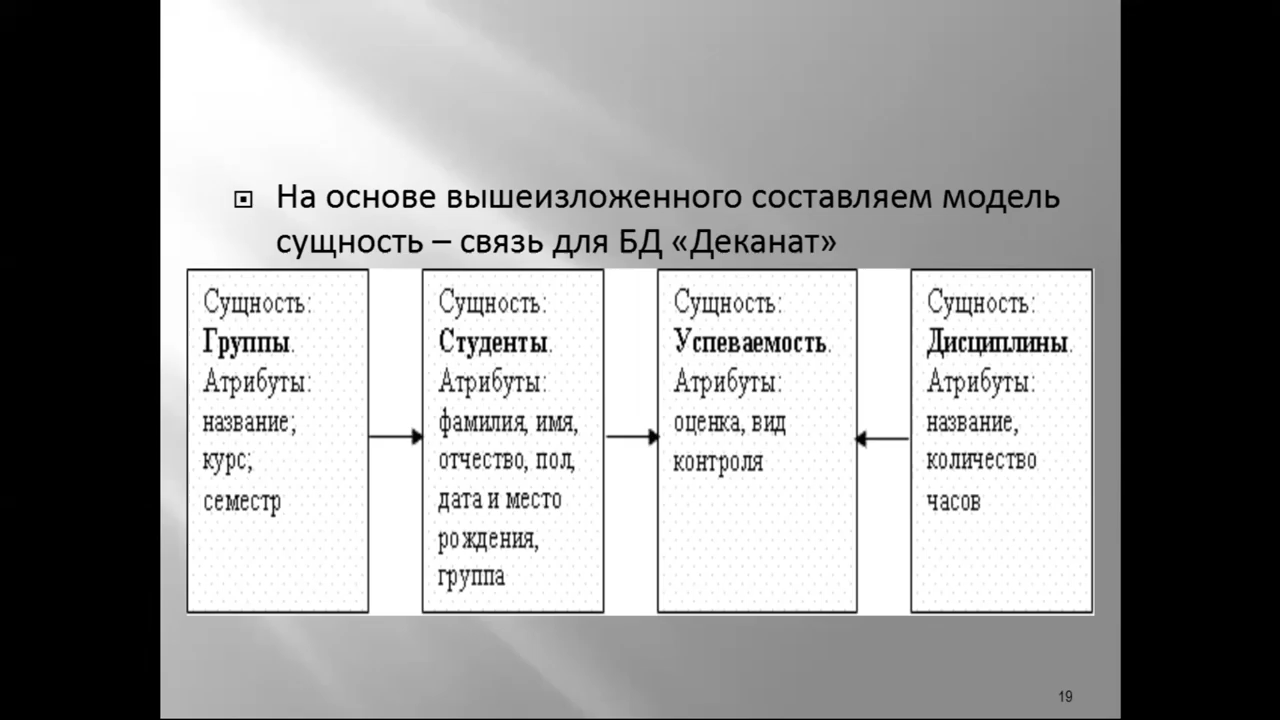 На основе вышеизложенного составляем модель
сущность – связь для БД «Деканат»
Сущность:
Группы.
Атрибуты:
название;
курс;
семестр
Сущность:
Студенты.
Атрибуты:
фамилия, имя,
отчество, пол,
дата и место
рождения,
группа
Сущность:
Успеваемость.
Атрибуты:
оценка, вид
контроля
Сущность:
Дисциплины.
Атрибуты:
название,
количество
часов
19